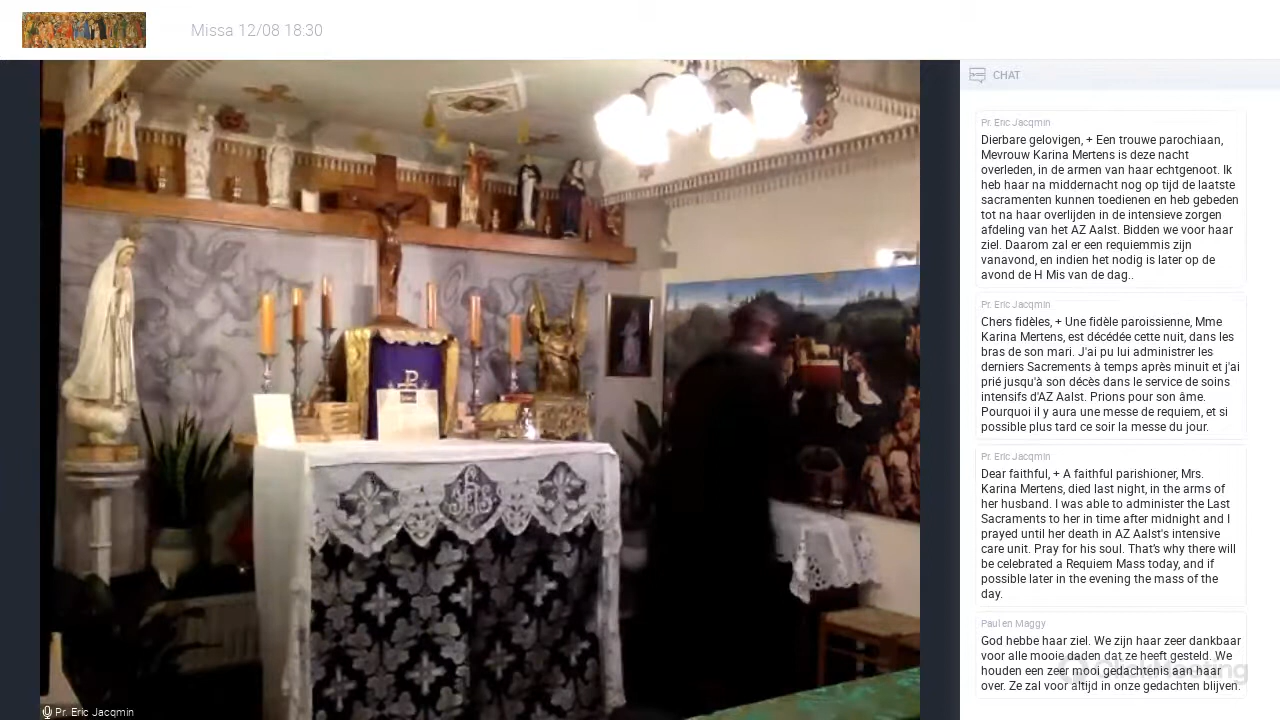 Missa 12/08 18:30
CHAT
Pr. Eric Jacqmin
Dierbare gelovigen, + Een trouwe parochiaan,
Mevrouw Karina Mertens is deze nacht
overleden, in de armen van haar echtgenoot. Ik
heb haar na middernacht nog op tijd de laatste
sacramenten kunnen toedienen en heb gebeden
tot na haar overlijden in de intensieve zorgen
afdeling van het AZ Aalst. Bidden we voor haar
ziel. Daarom zal er een requiemmis zijn
vanavond, en indien het nodig is later op de
avond de H Mis van de dag..
Pr. Eric Jacqmin
Chers fidèles, + Une fidèle paroissienne, Mme
Karina Mertens, est décédée cette nuit, dans les
bras de son mari. J'ai pu lui administrer les
derniers Sacrements à temps après minuit et j'ai
prié jusqu'à son décès dans le service de soins
intensifs d'AZ Aalst. Prions pour son âme.
Pourquoi il y aura une messe de requiem, et si
possible plus tard ce soir la messe du jour.
Pr. Eric Jacqmin
Dear faithful, + A faithful parishioner, Mrs.
Karina Mertens, died last night, in the arms of
her husband. I was able to administer the Last
Sacraments to her in time after midnight and I
prayed until her death in AZ Aalst's intensive
care unit. Pray for his soul. That's why there will
be celebrated a Requiem Mass today, and if
possible later in the evening the mass of the
day.
Paul en Maggy
God hebbe haar ziel. We zijn haar zeer dankbaar
voor alle mooie daden dat ze heeft gesteld. We
houden een zeer mooi gedachtenis aan haar
over. Ze zal voor altijd in onze gedachten blijven.
Pr. Eric Jacqmin